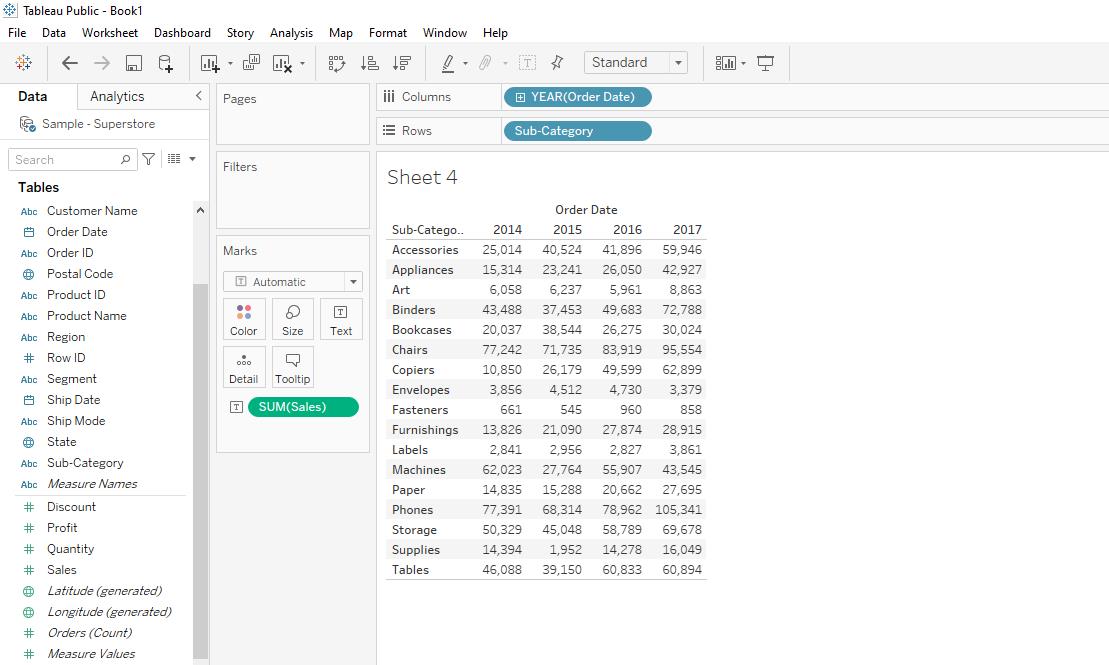 Tableau Public - Book1
File Data Worksheet Dashboard Story Analysis Map Format Window Help
Standard
Data Analytics
Sample - Superstore
Search
Tables
Abc Customer Name
Order Date
Abc Order ID
Postal Code
Abc Product ID
Abc Product Name
Abc Region
# Row ID
Abc Segment
Ship Date
Abc Ship Mode
State
Abc Sub-Category
Abc Measure Names
# Discount
# Profit
# Quantity
# Sales
Latitude (generated)
Longitude (generated)
# Orders (Count)
# Measure Values
Pages
Filters
Marks
T Automatic
Color Size Text
Detail Tooltip
T SUM(Sales)
Columns YEAR(Order Date)
Rows Sub-Category
Sheet 4
Order Date
Sub-Catego.. 2014 2015 2016 2017
Accessories 25,014 40,524 41,896 59,946
Appliances 15,314 23,241 26,050 42,927
Art 6,058 6,237 5,961 8,863
Binders 43,488 37,453 49,683 72,788
Bookcases 20,037 38,544 26,275 30,024
Chairs 77,242 71,735 83,919 95,554
Copiers 10,850 26,179 49,599 62,899
Envelopes 3,856 4,512 4,730 3,379
Fasteners 661 545 960 858
Furnishings 13,826 21,090 27,874 28,915
Labels 2,841 2,956 2,827 3,861
Machines 62,023 27,764 55,907 43,545
Paper 14,835 15,288 20,662 27,695
Phones 77,391 68,314 78,962 105,341
Storage 50,329 45,048 58,789 69,678
Supplies 14,394 1,952 14,278 16,049
Tables 46,088 39,150 60,833 60,894